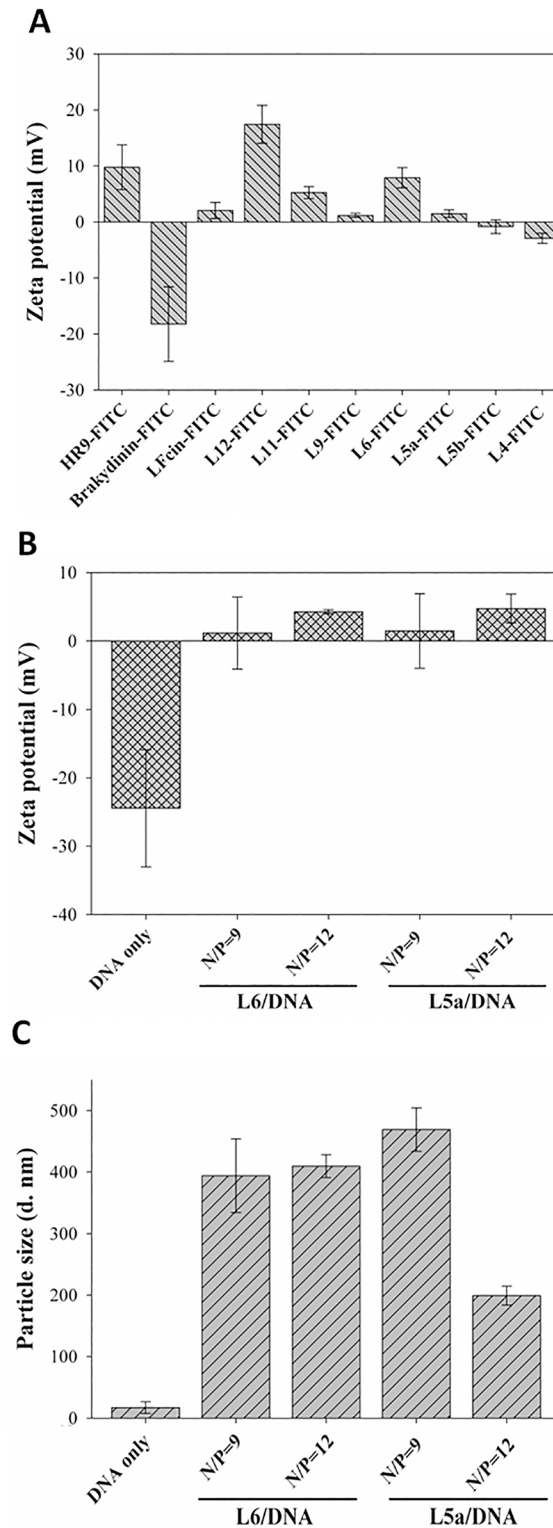 A
Zeta potential (mV)
30
20
10
0
-10
-20
-30
HR9-FITC
Brakydinin-FITC
LFcin-FITC
L12-FITC
L11-FITC
L9-FITC
L6-FITC
L5a-FITC
L5b-FITC
L4-FITC
B
Zeta potential (mV)
10
0
-10
-20
-30
-40
DNA only
N/P=9
N/P=12
N/P=9
N/P=12
L6/DNA
L5a/DNA
C
Particle size (d. nm)
500
400
300
200
100
0
DNA only
N/P=9
N/P=12
N/P=9
N/P=12
L6/DNA
L5a/DNA